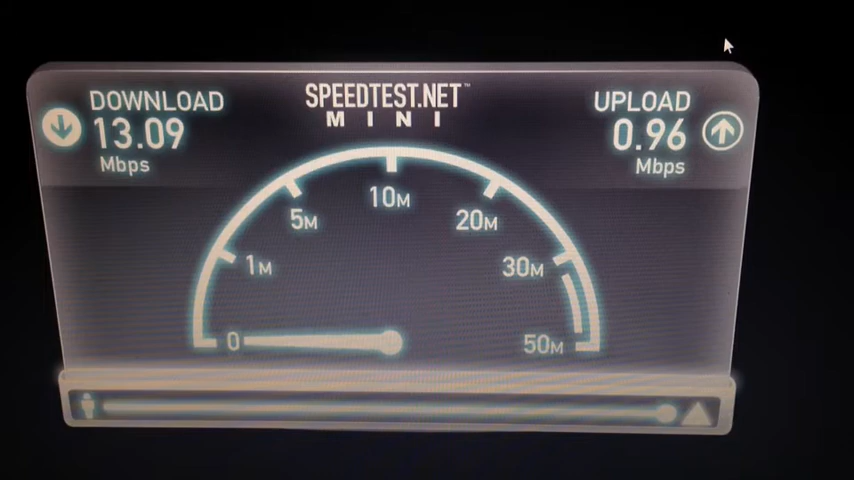 DOWNLOAD
13.09
Mbps
SPEEDTEST.NET™
MINI
UPLOAD
0.96
Mbps
0
1M
5M
10M
20M
30M
50M